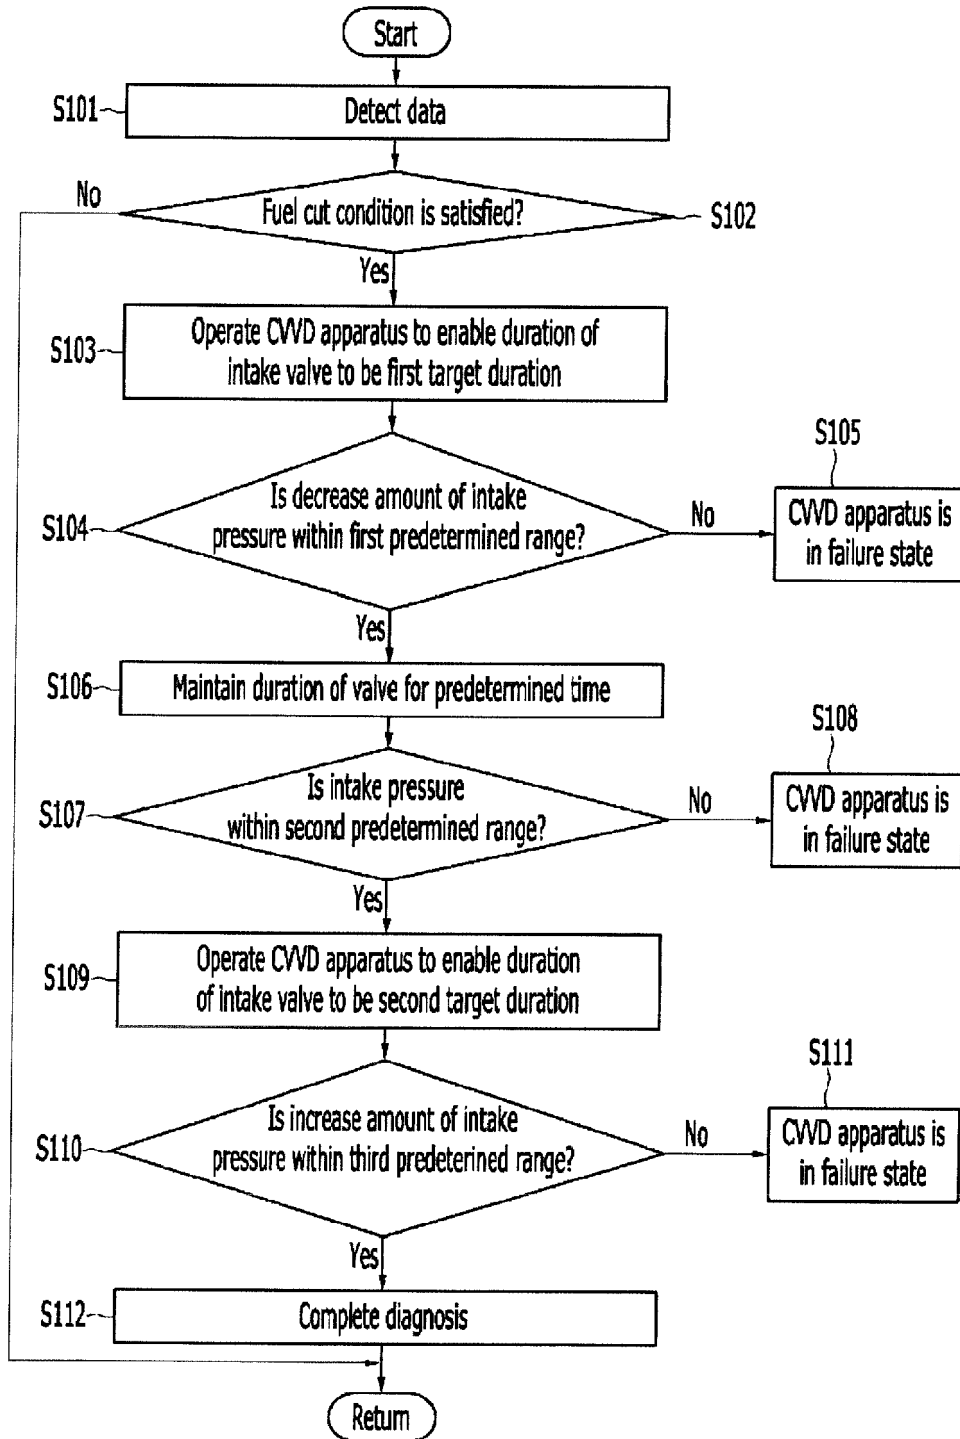 Start
S101
Detect data
No
Fuel cut condition is satisfied?
S102
Yes
S103
Operate CVVD apparatus to enable duration of
intake valve to be first target duration
S104
Is decrease amount of intake
pressure within first predetermined range?
No
S105
CVVD apparatus is
in failure state
Yes
S106
Maintain duration of valve for predetermined time
S107
Is intake pressure
within second predetermined range?
No
S108
CVVD apparatus is
in failure state
Yes
S109
Operate CVVD apparatus to enable duration
of intake valve to be second target duration
S110
Is increase amount of intake
pressure within third predeterined range?
No
S111
CVVD apparatus is
in failure state
Yes
S112
Complete diagnosis
Return